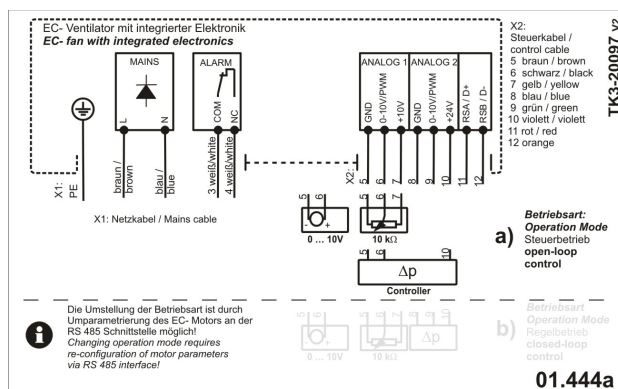 EC- Ventilator mit integrierter Elektronik
EC- fan with integrated electronics
MAINS
ALARM
ANALOG 1
ANALOG 2
L
N
COM
NC
GND
0-10V/PWM
+10V
GND
0-10V/PWM
+24V
RSA / D+
RSB / D-
X1:
PE
braun /
brown
blau /
blue
3 weiß/white
4 weiß/white
X2:
5
6
7
8
9
10
11
12
X1: Netzkabel / Mains cable
5
6
- +
0 ... 10V
5
6
7
10 kΩ
5
6
10
Δp
Controller
X2:
Steuerkabel /
control cable
5 braun / brown
6 schwarz / black
7 gelb / yellow
8 blau / blue
9 grün / green
10 violett / violett
11 rot / red
12 orange
TK3-20097 V2
a)
Betriebsart:
Operation Mode
Steuerbetrieb
open-loop
control
i
Die Umstellung der Betriebsart ist durch
Umparametrierung des EC- Motors an der
RS 485 Schnittstelle möglich!
Changing operation mode requires
re-configuration of motor parameters
via RS 485 interface!
5
6
- +
0 ... 10V
5
6
7
10 kΩ
8
9
10
Δp
b)
Betriebsart
Operation Mode
Regelbetrieb
closed-loop
control
01.444a